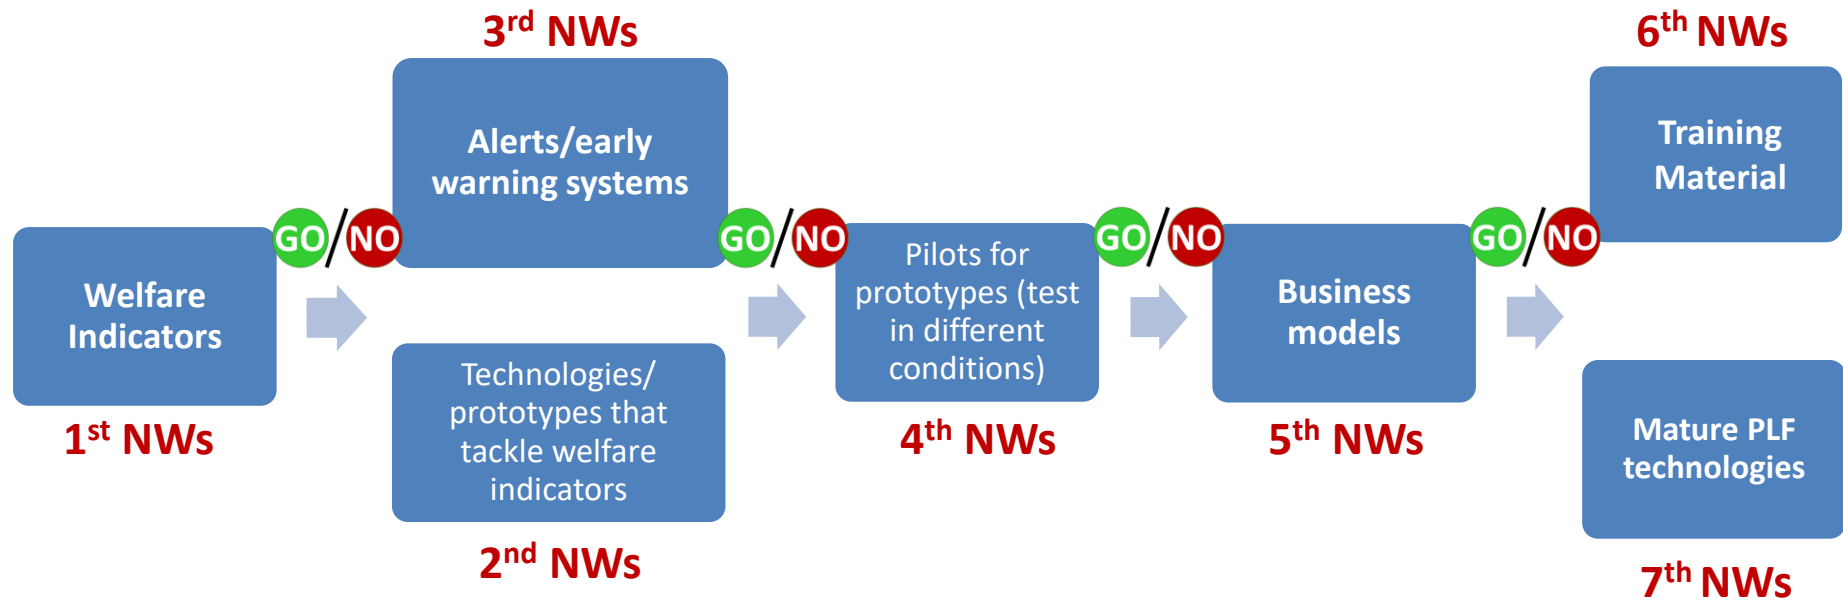 Welfare
Indicators
1st NWs
GO/NO
3rd NWs
Alerts/early
warning systems
Technologies/
prototypes that
tackle welfare
indicators
2nd NWs
GO/NO
Pilots for
prototypes (test
in different
conditions)
4th NWs
GO/NO
Business
models
5th NWs
GO/NO
6th NWs
Training
Material
Mature PLF
technologies
7th NWs